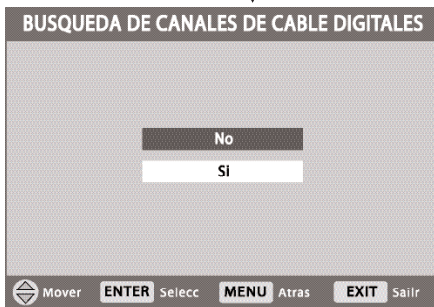 BUSQUEDA DE CANALES DE CABLE DIGITALES
No
Si
Mover ENTER Selecc MENU Atras EXIT Sailr